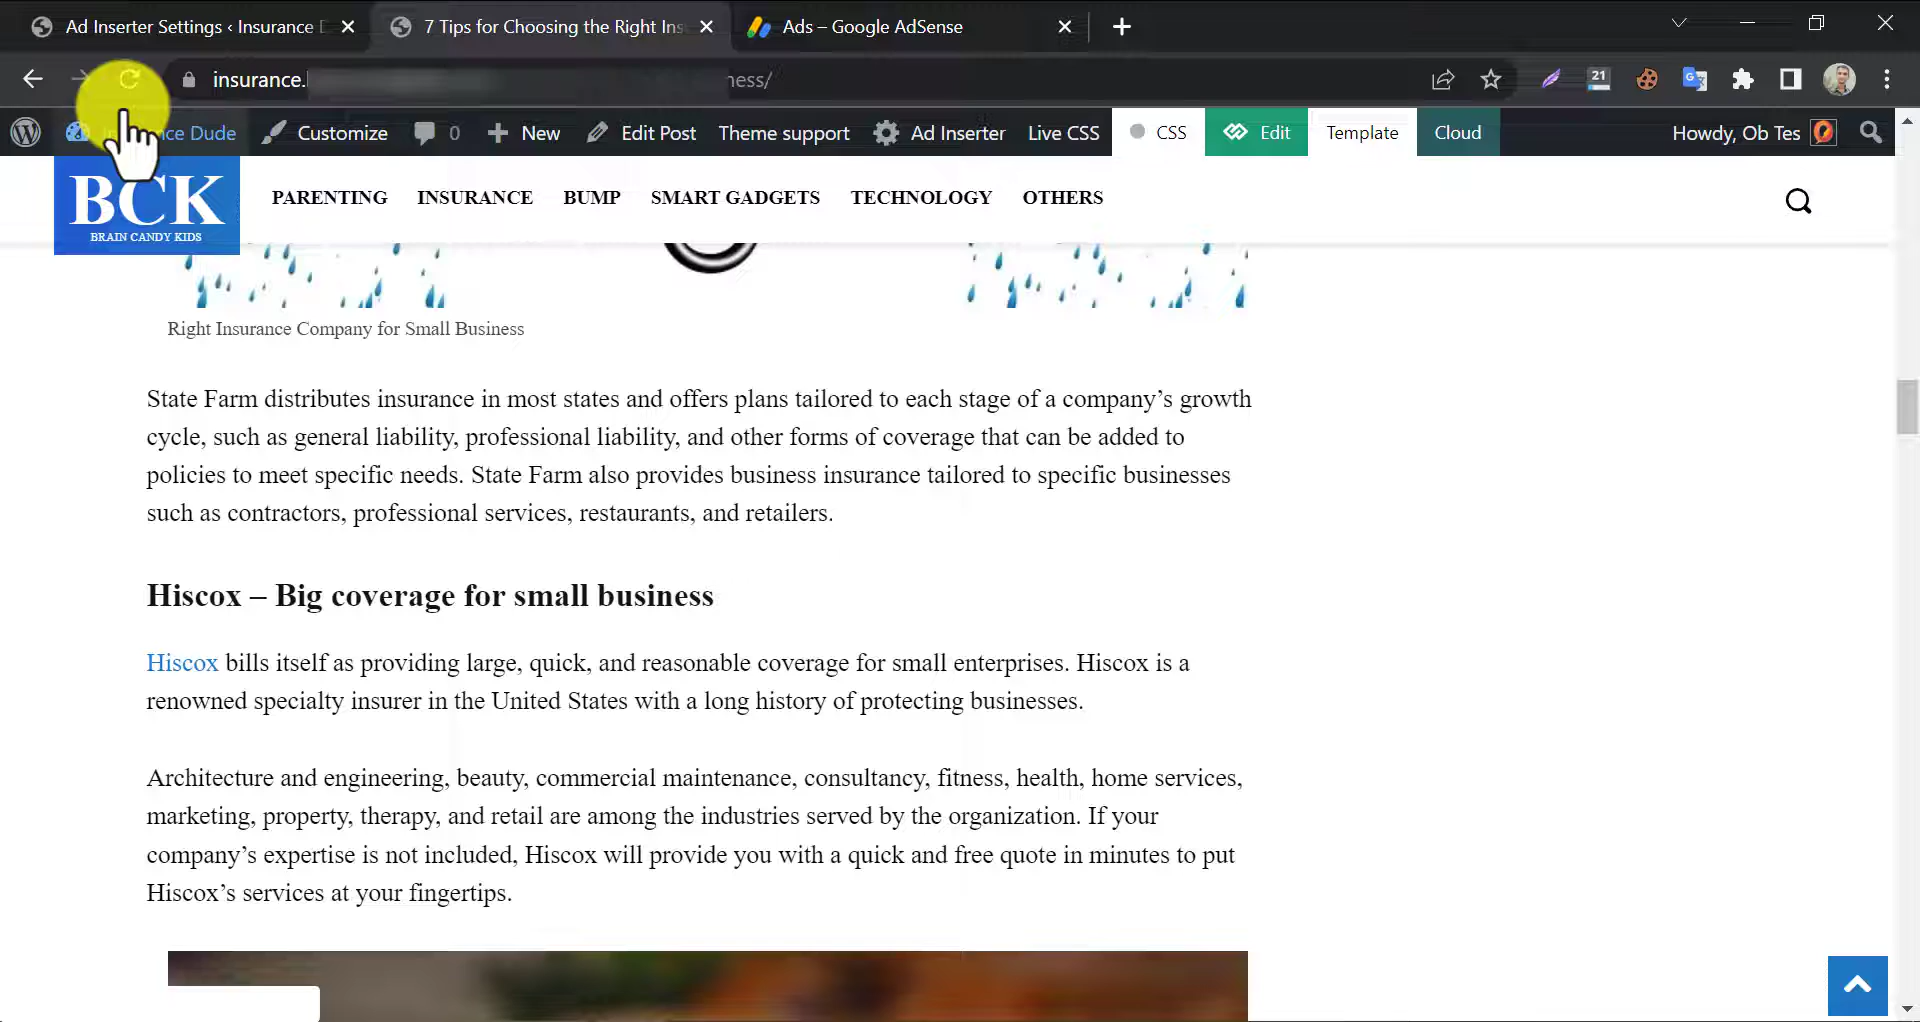 Ad Inserter Settings ‹ Insurance
7 Tips for Choosing the Right Ins
Ads – Google AdSense
insurance.
ness/
21
Dude
Customize
0
New
Edit Post
Theme support
Ad Inserter
Live CSS
CSS
Edit
Template
Cloud
Howdy, Ob Tes
BCK
BRAIN CANDY KIDS
PARENTING
INSURANCE
BUMP
SMART GADGETS
TECHNOLOGY
OTHERS
Right Insurance Company for Small Business
State Farm distributes insurance in most states and offers plans tailored to each stage of a company’s growth
cycle, such as general liability, professional liability, and other forms of coverage that can be added to
policies to meet specific needs. State Farm also provides business insurance tailored to specific businesses
such as contractors, professional services, restaurants, and retailers.
Hiscox – Big coverage for small business
Hiscox bills itself as providing large, quick, and reasonable coverage for small enterprises. Hiscox is a
renowned specialty insurer in the United States with a long history of protecting businesses.
Architecture and engineering, beauty, commercial maintenance, consultancy, fitness, health, home services,
marketing, property, therapy, and retail are among the industries served by the organization. If your
company’s expertise is not included, Hiscox will provide you with a quick and free quote in minutes to put
Hiscox’s services at your fingertips.